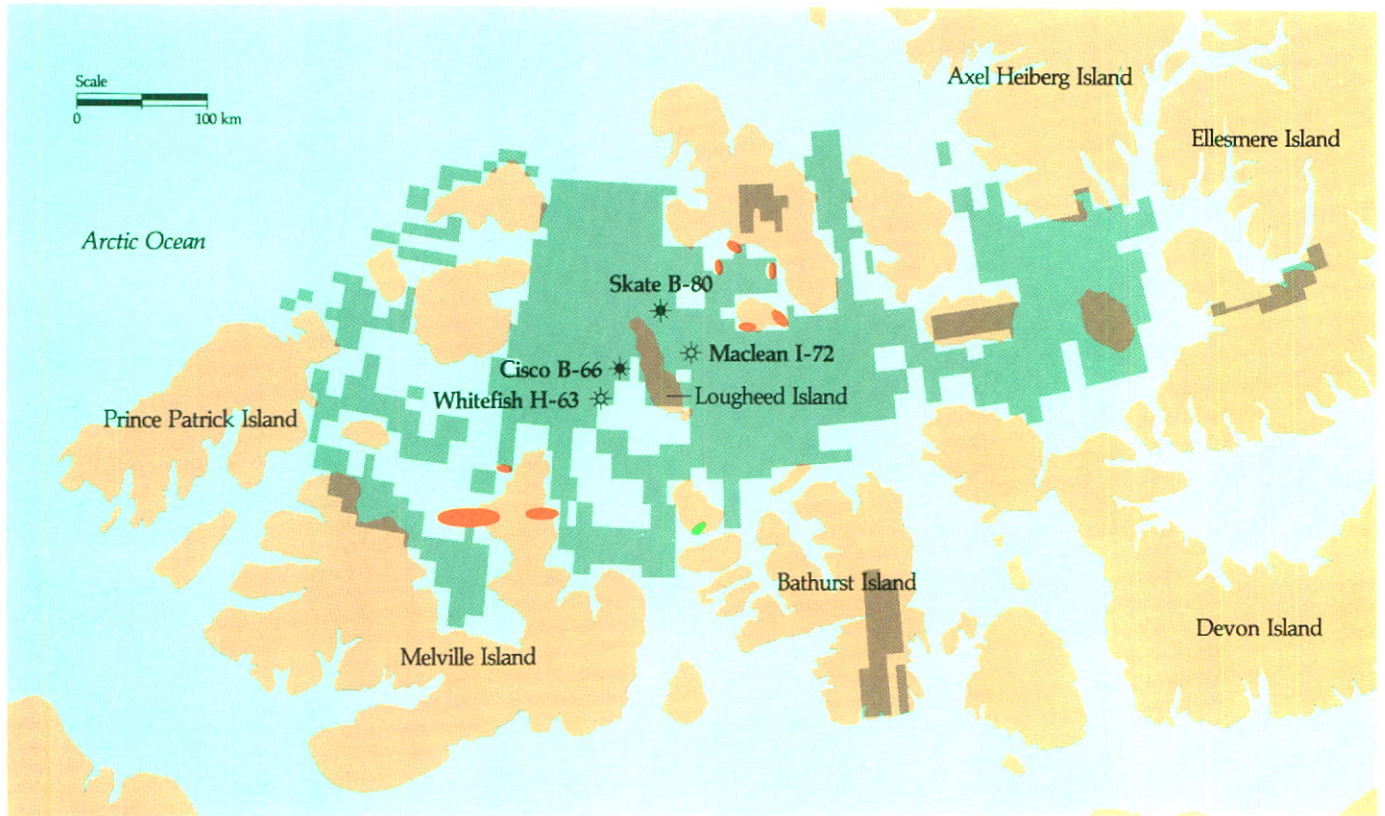 Axel Heiberg Island
Scale
0 100 km
Ellesmere Island
Arctic Ocean
Skate B-80
Maclean I-72
Cisco B-66
Lougheed Island
Whitefish H-63
Prince Patrick Island
Bathurst Island
Devon Island
Melville Island